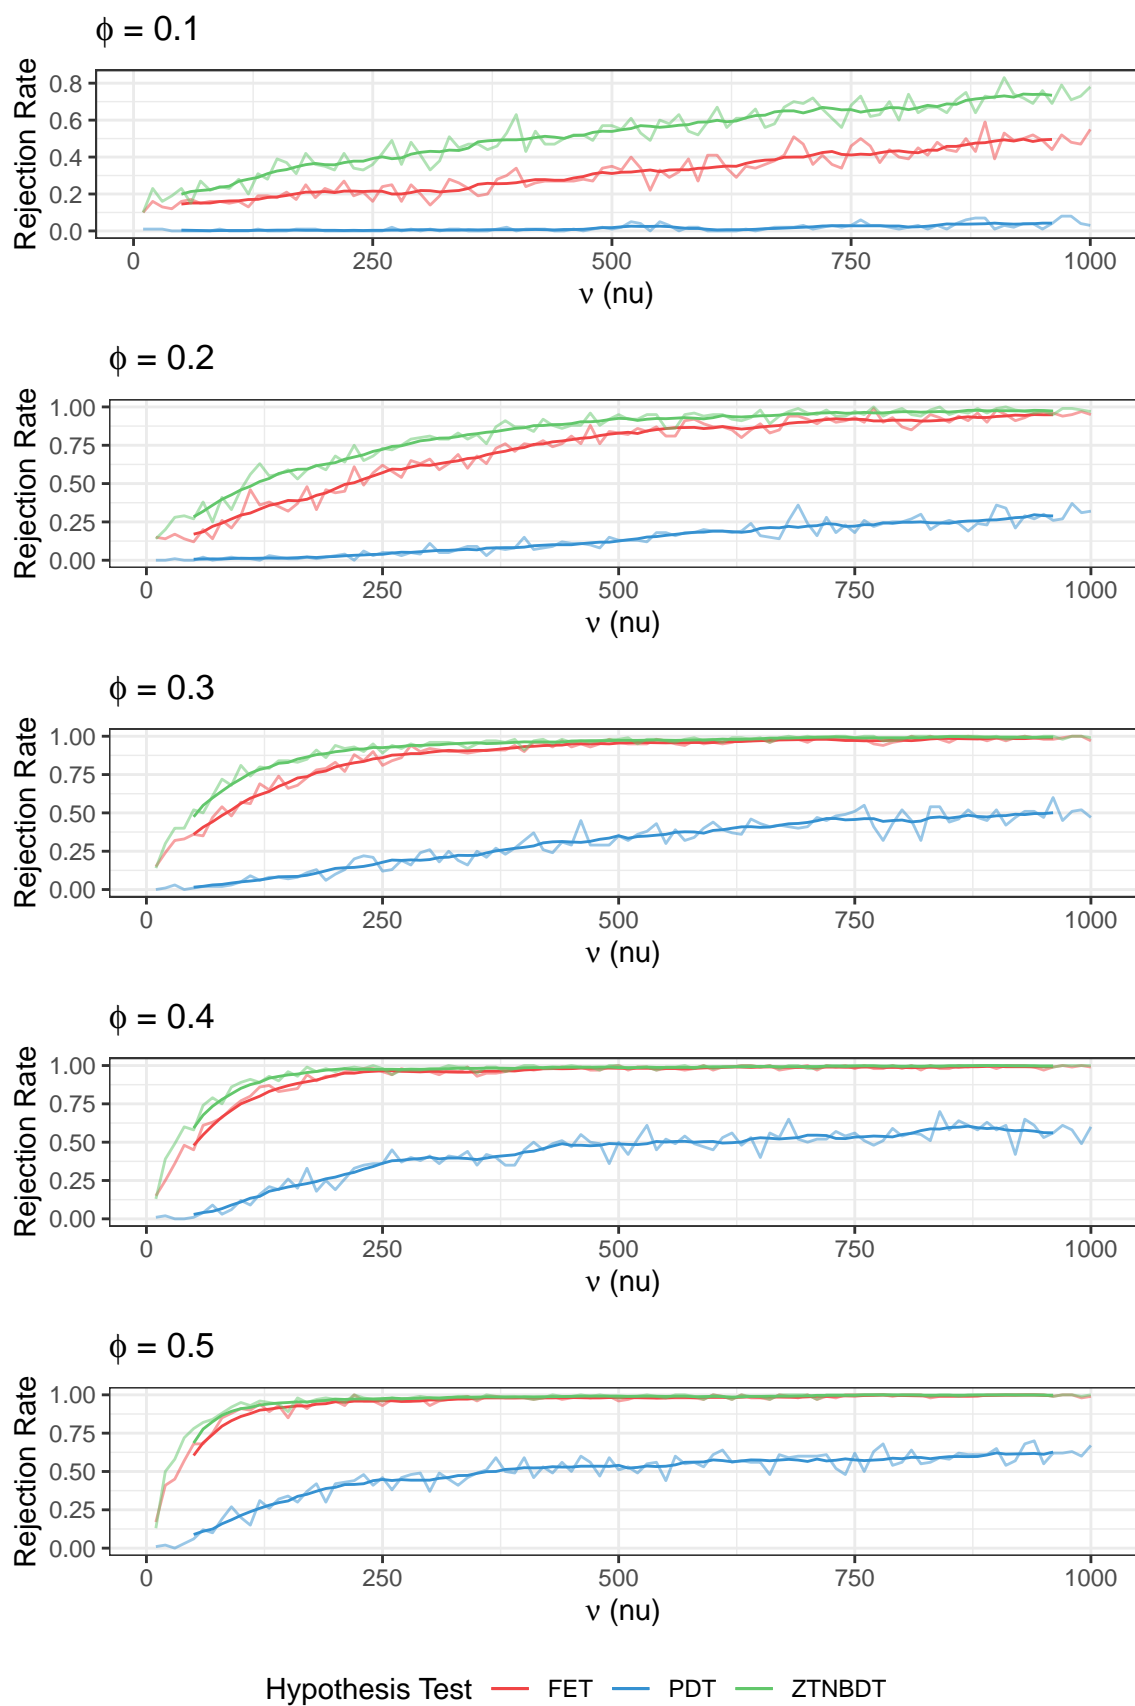 ϕ = 0.1
Rejection Rate
0.8
0.6
0.4
0.2
0.0
0 250 500 750 1000
ν (nu)
ϕ = 0.2
Rejection Rate
1.00
0.75
0.50
0.25
0.00
0 250 500 750 1000
ν (nu)
ϕ = 0.3
Rejection Rate
1.00
0.75
0.50
0.25
0.00
0 250 500 750 1000
ν (nu)
ϕ = 0.4
Rejection Rate
1.00
0.75
0.50
0.25
0.00
0 250 500 750 1000
ν (nu)
ϕ = 0.5
Rejection Rate
1.00
0.75
0.50
0.25
0.00
0 250 500 750 1000
ν (nu)
Hypothesis Test FET PDT ZTNBDT